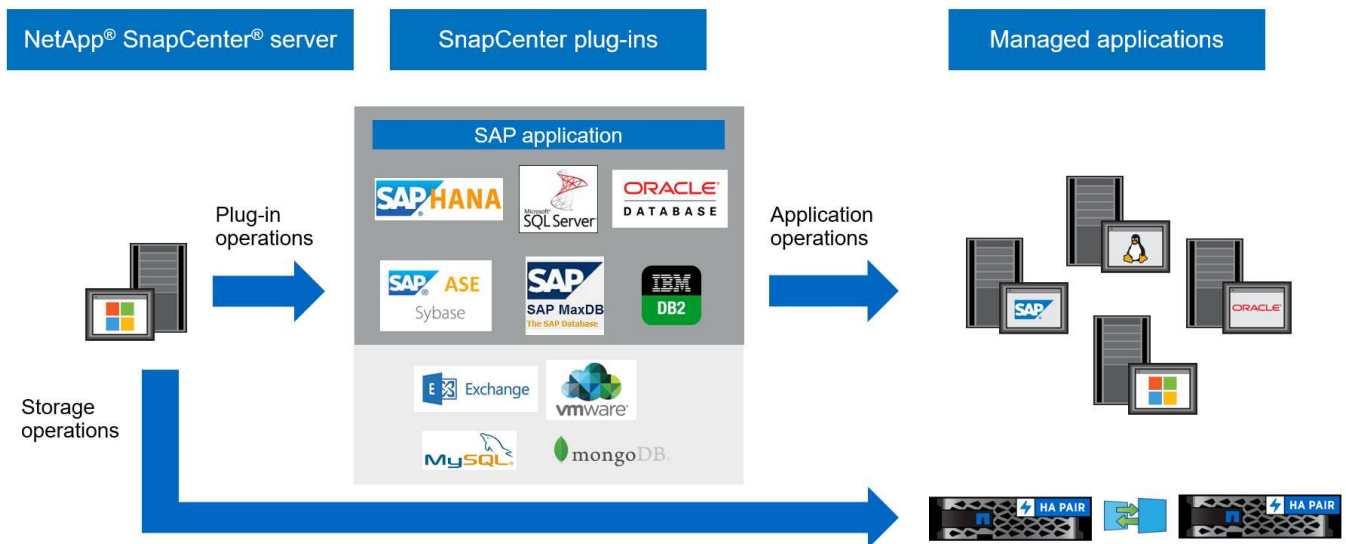 NetApp® SnapCenter® server
SnapCenter plug-ins
Managed applications
SAP application
SAP HANA
Microsoft®
SQL Server®
ORACLE®
DATABASE
Plug-in
operations
Application
operations
SAP® ASE
Sybase
SAP
SAP MaxDB
The SAP Database
IBM
DB2
SAP
ORACLE
E Exchange
vmware®
MySQL®
mongoDB.
Storage
operations
HA PAIR
HA PAIR